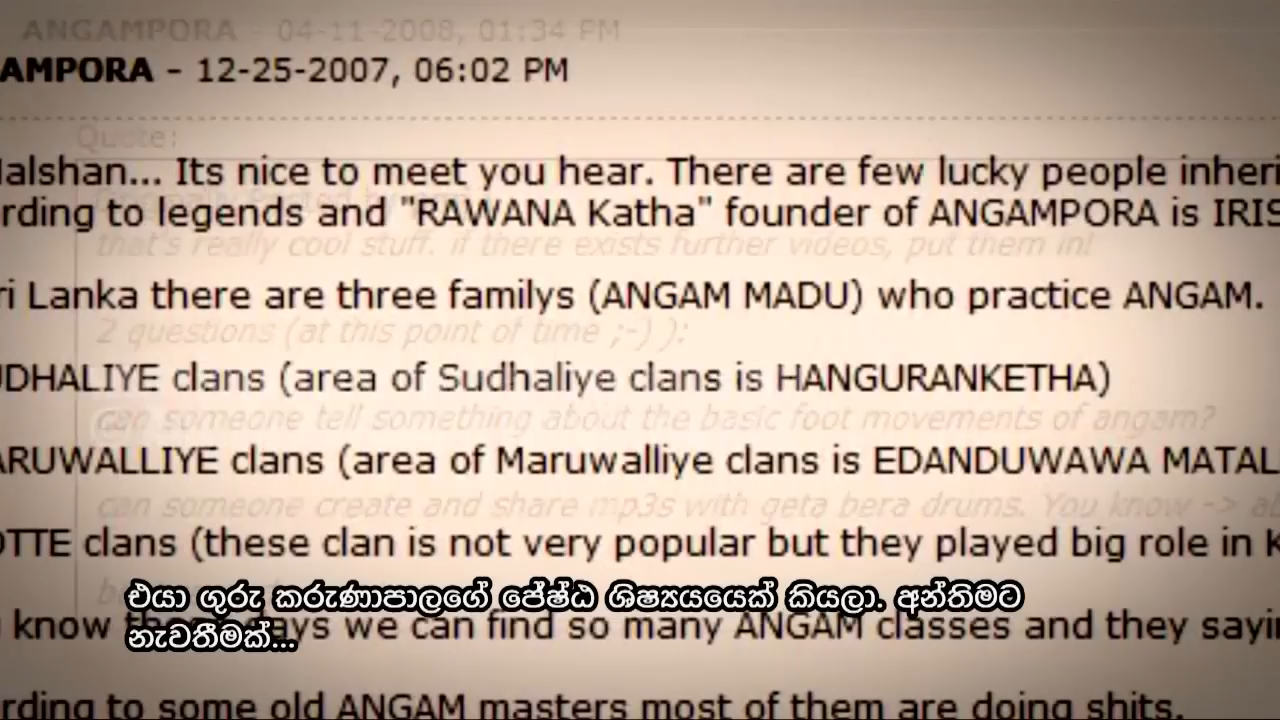 ANGAMPORA - 04-11-2008, 01:34 PM
AMPORA - 12-25-2007, 06:02 PM
Quote:
alshan... Its nice to meet you hear. There are few lucky people inheri
rding to legends and "RAWANA Katha" founder of ANGAMPORA is IRIS
that's really cool stuff. if there exists further videos, put them in!
ri Lanka there are three familys (ANGAM MADU) who practice ANGAM.
2 questions (at this point of time ;-) ):
UDHALIYE clans (area of Sudhaliye clans is HANGURANKETHA)
can someone tell something about the basic foot movements of angam?
ARUWALLIYE clans (area of Maruwalliye clans is EDANDUWAWA MATAL
can someone create and share mp3s with geta bera drums. You know -> ab
OTTE clans (these clan is not very popular but they played big role in K
එයා ගුරු කරුණාපාලගේ ජේෂ්ඨ ශිෂ්‍යයයෙක් කියලා. අන්තිමට
know days we can find so many ANGAM classes and they sayin
නැවතීමක්...
rding to some old ANGAM masters most of them are doing shits.